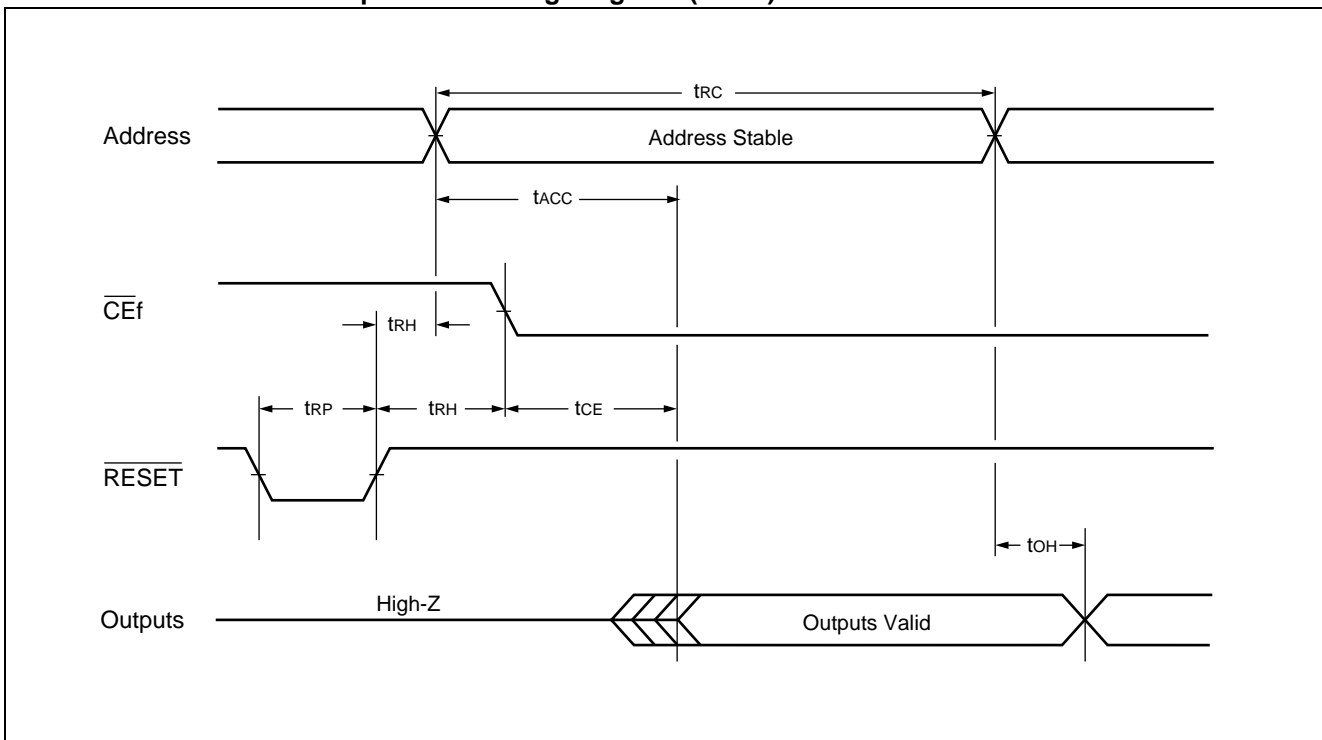 tRC
Address
Address Stable
tACC
CEf
tRH
tRP
tRH
tCE
RESET
tOH
High-Z
Outputs
Outputs Valid